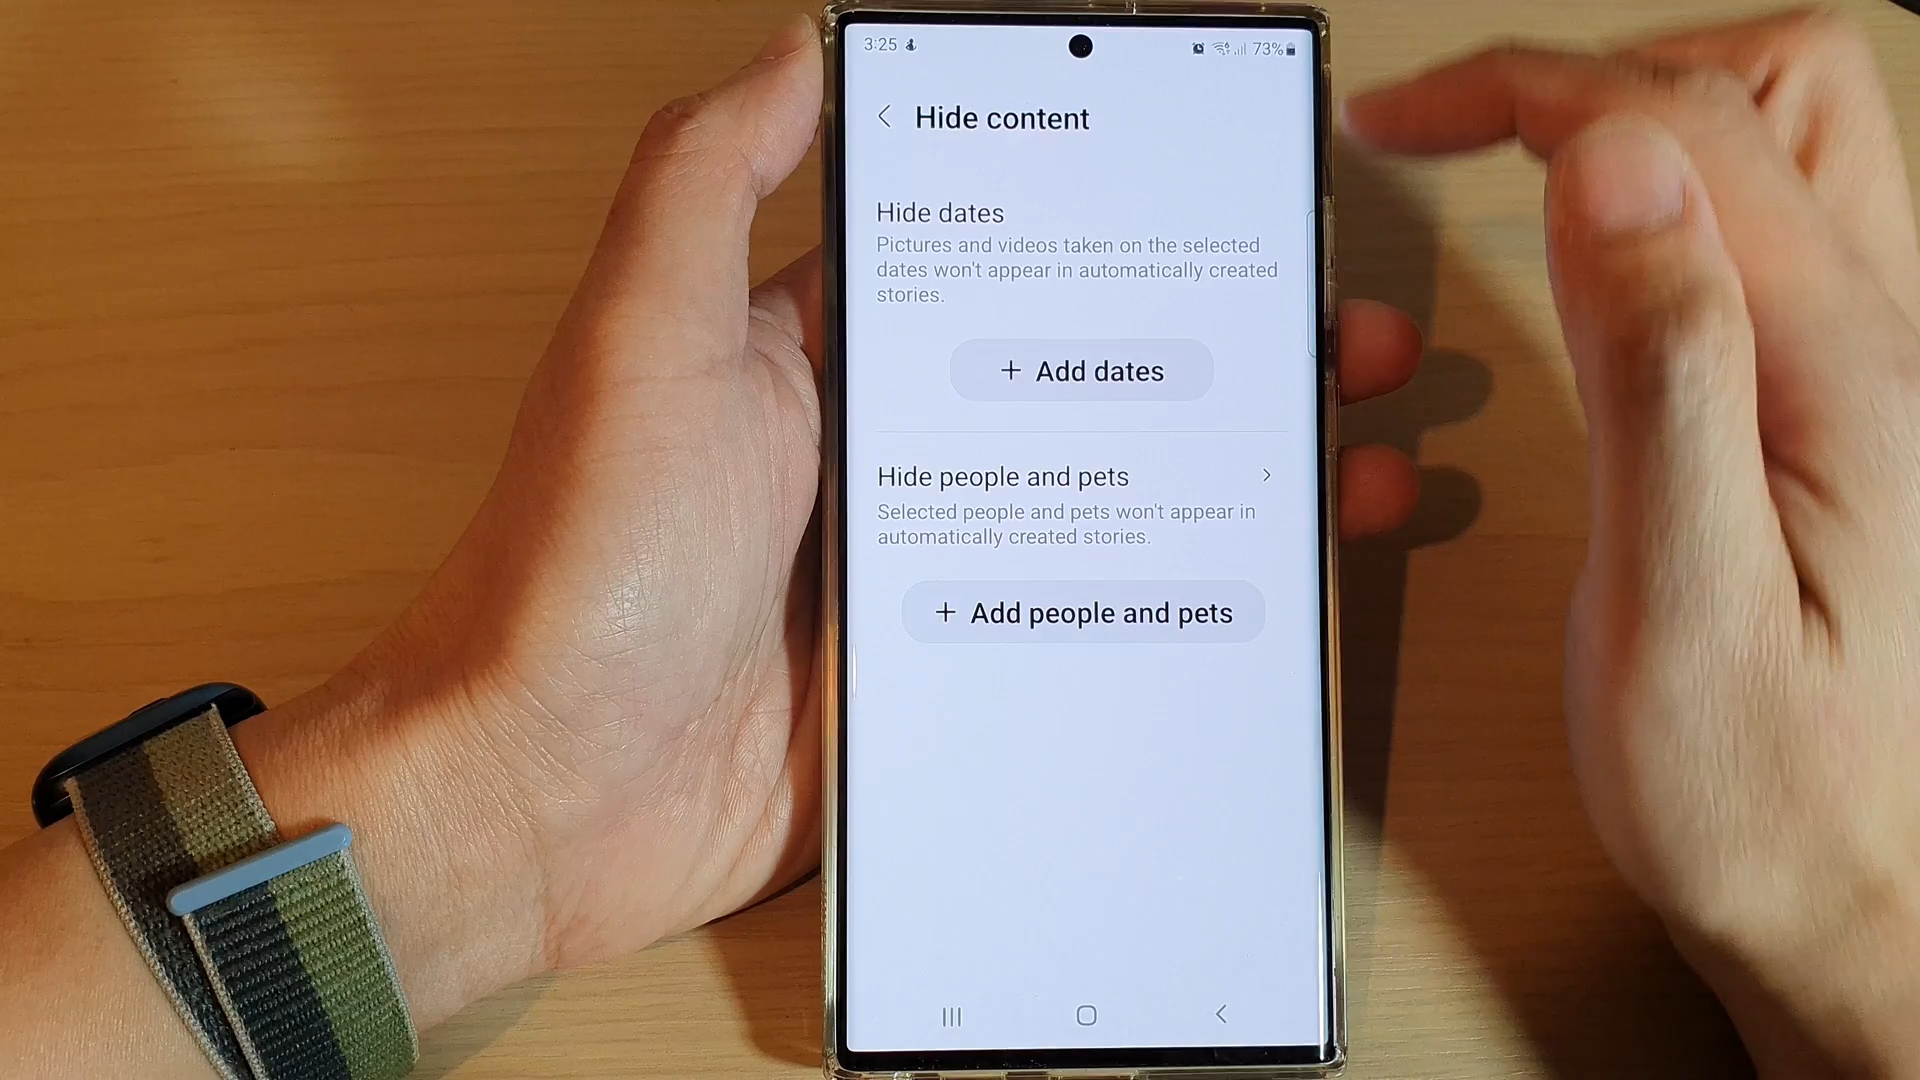 3:25
73%
Hide content
Hide dates
Pictures and videos taken on the selected
dates won't appear in automatically created
stories.
+ Add dates
Hide people and pets
Selected people and pets won't appear in
automatically created stories.
+ Add people and pets